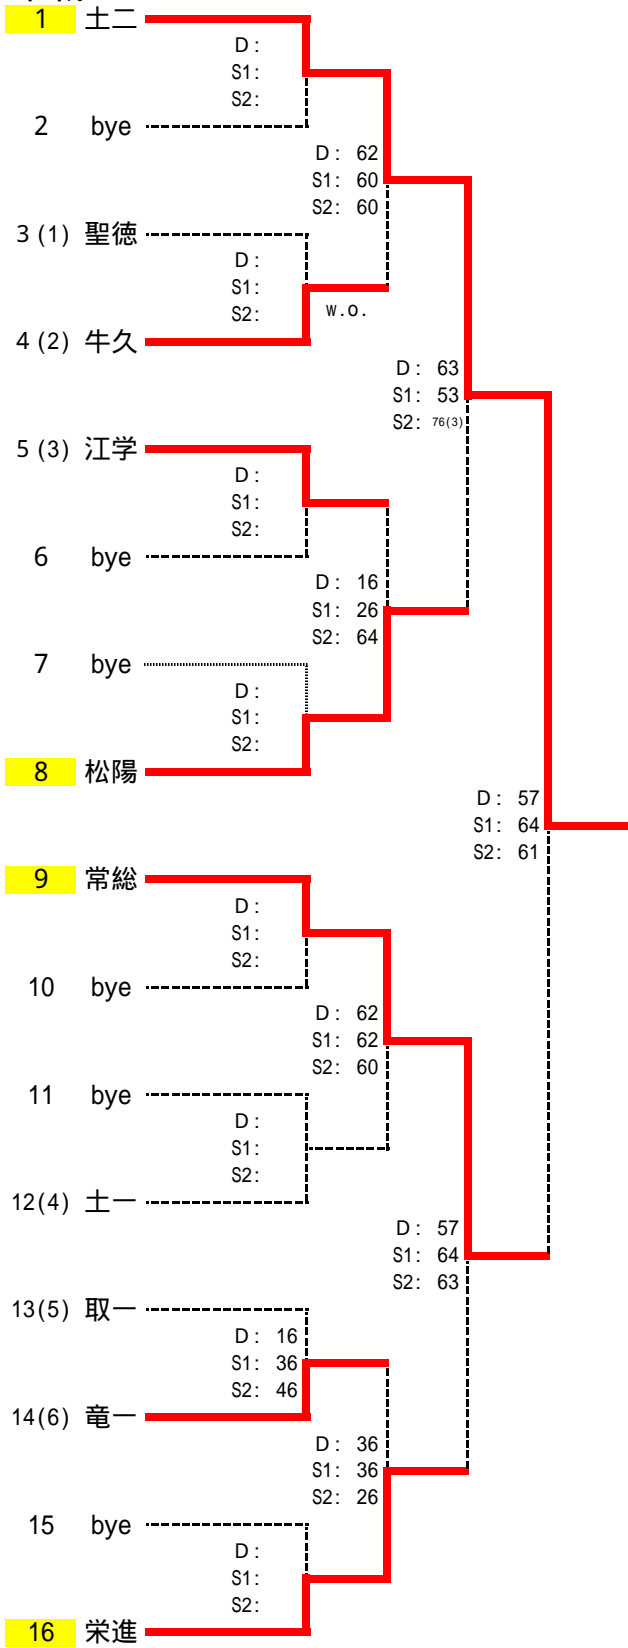 1 土二
D:
S1:
S2:
2 bye
D: 62
S1: 60
S2: 60
3 (1) 聖徳
D:
S1:
S2:
w.o.
4 (2) 牛久
D: 63
S1: 53
S2: 76(3)
5 (3) 江学
D:
S1:
S2:
6 bye
D: 16
S1: 26
S2: 64
7 bye
D:
S1:
S2:
8 松陽
D: 57
S1: 64
S2: 61
9 常総
D:
S1:
S2:
10 bye
D: 62
S1: 62
S2: 60
11 bye
D:
S1:
S2:
12(4) 土一
D: 57
S1: 64
S2: 63
13(5) 取一
D: 16
S1: 36
S2: 46
14(6) 竜一
D: 36
S1: 36
S2: 26
15 bye
D:
S1:
S2:
16 栄進